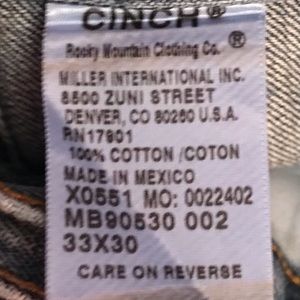 CINCH®
Rocky Mountain Clothing Co. ®
MILLER INTERNATIONAL INC.
8500 ZUNI STREET
DENVER, CO 80260 U.S.A.
RN17801
100% COTTON /COTON
MADE IN MEXICO
X0551 MO: 0022402
MB90530 002
33X30
CARE ON REVERSE